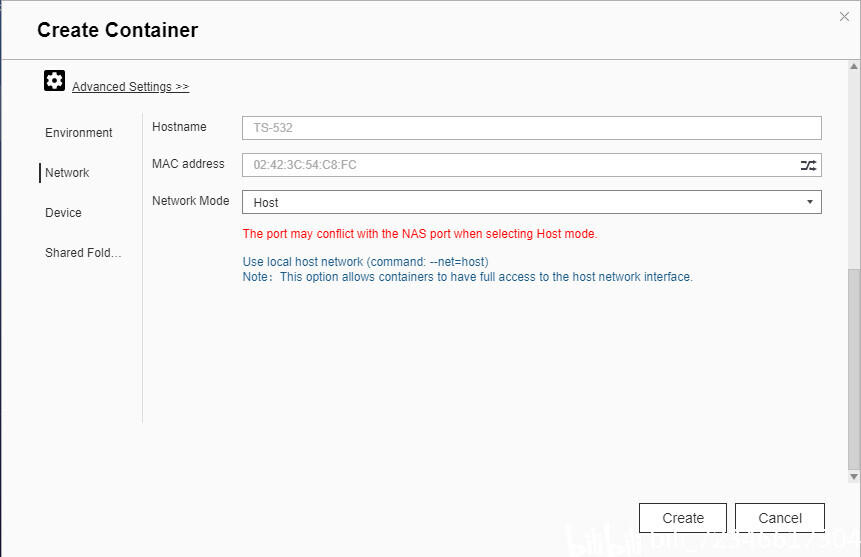 Create Container
Advanced Settings >>
Environment
Network
Device
Shared Fold...
Hostname
TS-532
MAC address
02:42:3C:54:C8:FC
Network Mode
Host
The port may conflict with the NAS port when selecting Host mode.
Use local host network (command: --net=host)
Note：This option allows containers to have full access to the host network interface.
Create
Cancel
bilibili